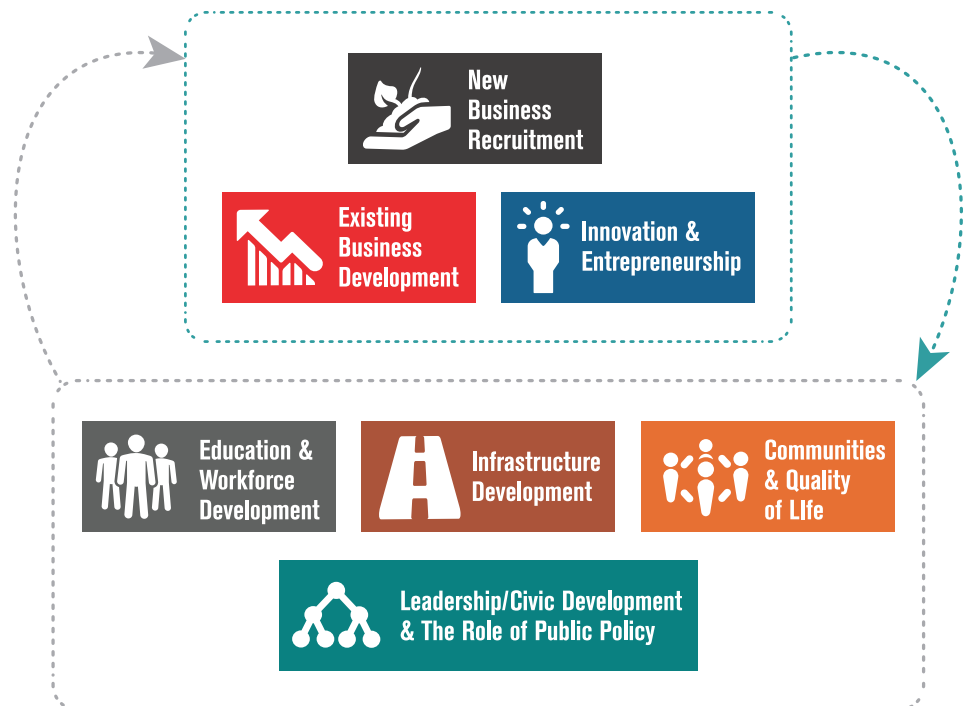 New
Business
Recruitment
Existing
Business
Development
Innovation &
Entrepreneurship
Education &
Workforce
Development
Infrastructure
Development
Communities
& Quality
of LIfe
Leadership/Civic Development
& The Role of Public Policy